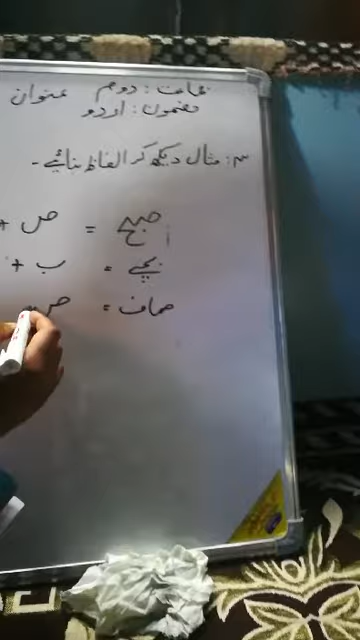 جماعت : دوم عنوان
مضمون : اردو
س : مثال دیکھ کر الفاظ بنائیے -
صبح = ص +
بچے = ب +
صاف = ص